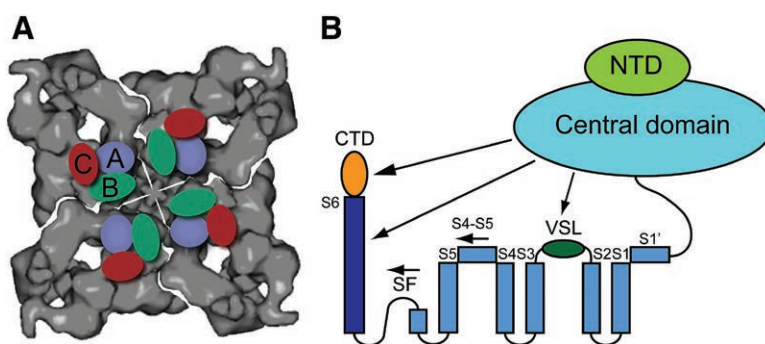 A
B
C
A
B
NTD
Central domain
CTD
S6
S4-S5
VSL
S1'
SF
S5
S4S3
S2S1